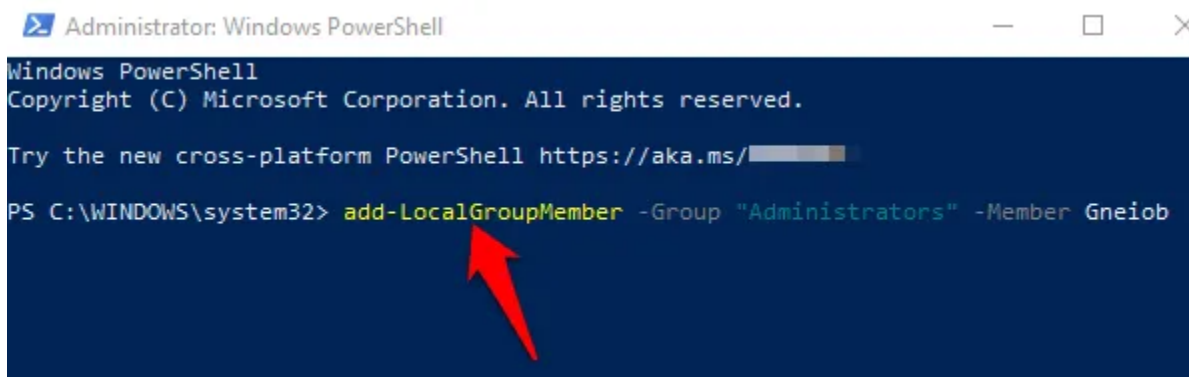 Administrator: Windows PowerShell
Windows PowerShell
Copyright (C) Microsoft Corporation. All rights reserved.
Try the new cross-platform PowerShell https://aka.ms/
PS C:\WINDOWS\system32> add-LocalGroupMember -Group "Administrators" -Member Gneiob